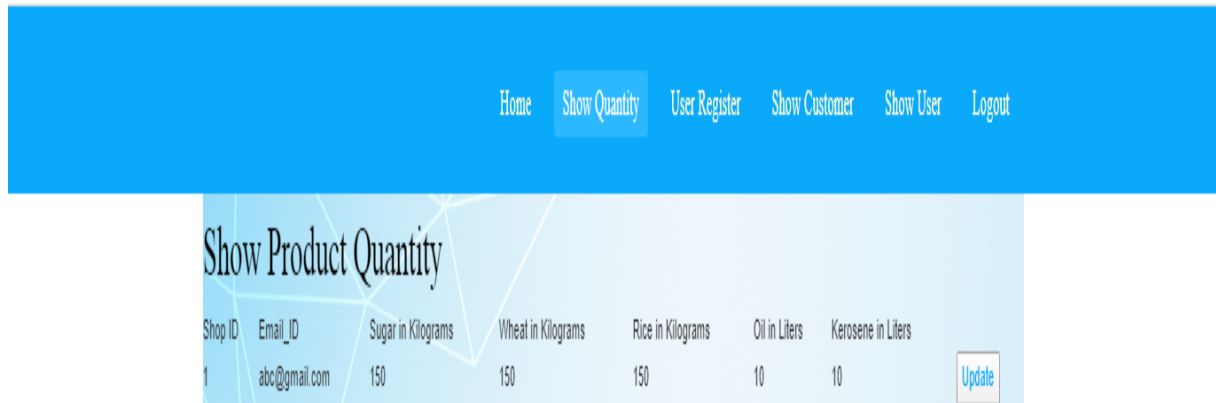 Home Show Quantity User Register Show Customer Show User Logout
Show Product Quantity
Shop ID Email_ID Sugar in Kilograms Wheat in Kilograms Rice in Kilograms Oil in Liters Kerosene in Liters
1 abc@gmail.com 150 150 150 10 10 Update